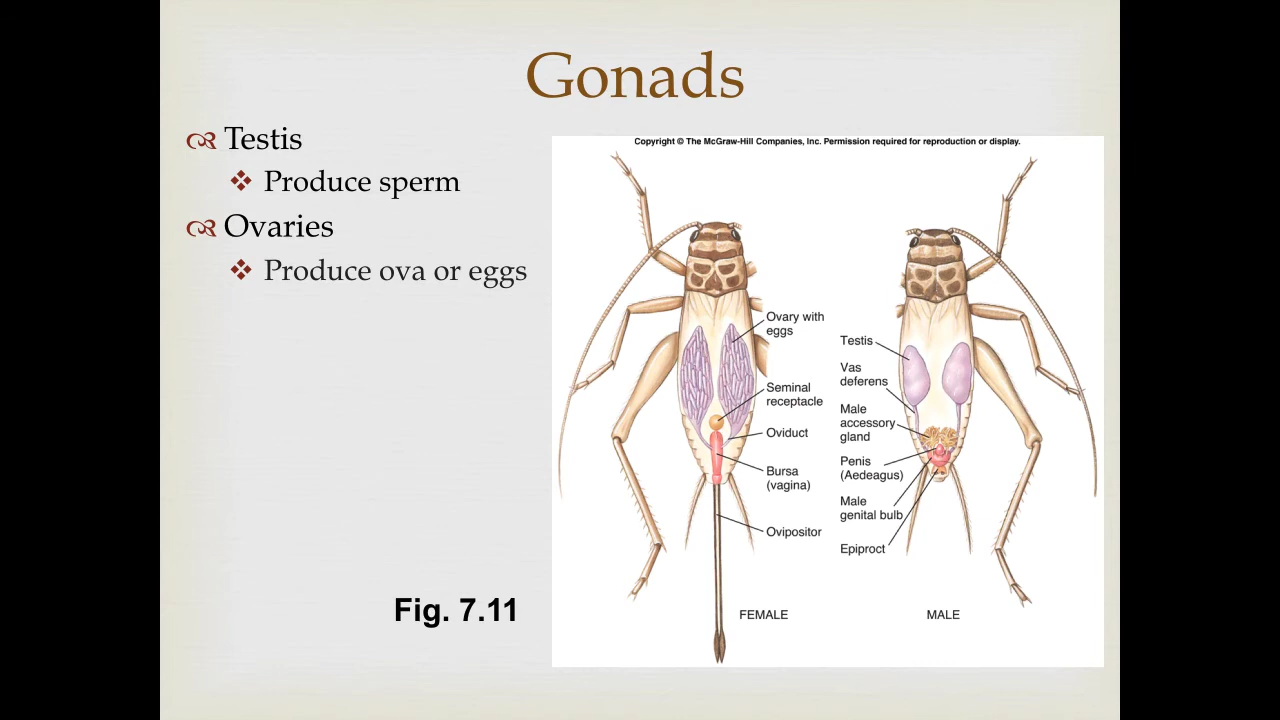 Gonads
Testis
Produce sperm
Ovaries
Produce ova or eggs
Fig. 7.11
Copyright © The McGraw-Hill Companies, Inc. Permission required for reproduction or display.
Ovary with
eggs
Seminal
receptacle
Oviduct
Bursa
(vagina)
Ovipositor
FEMALE
Testis
Vas
deferens
Male
accessory
gland
Penis
(Aedeagus)
Male
genital bulb
Epiproct
MALE